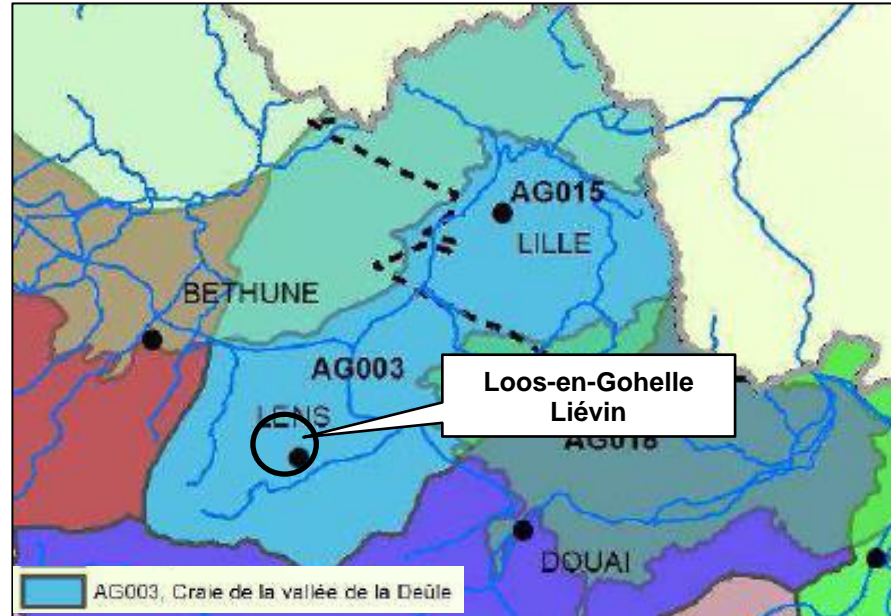 AG015
LILLE
BETHUNE
AG003
Loos-en-Gohelle
Liévin
LENS
AG018
DOUAI
AG003, Craie de la vallée de la Deûle